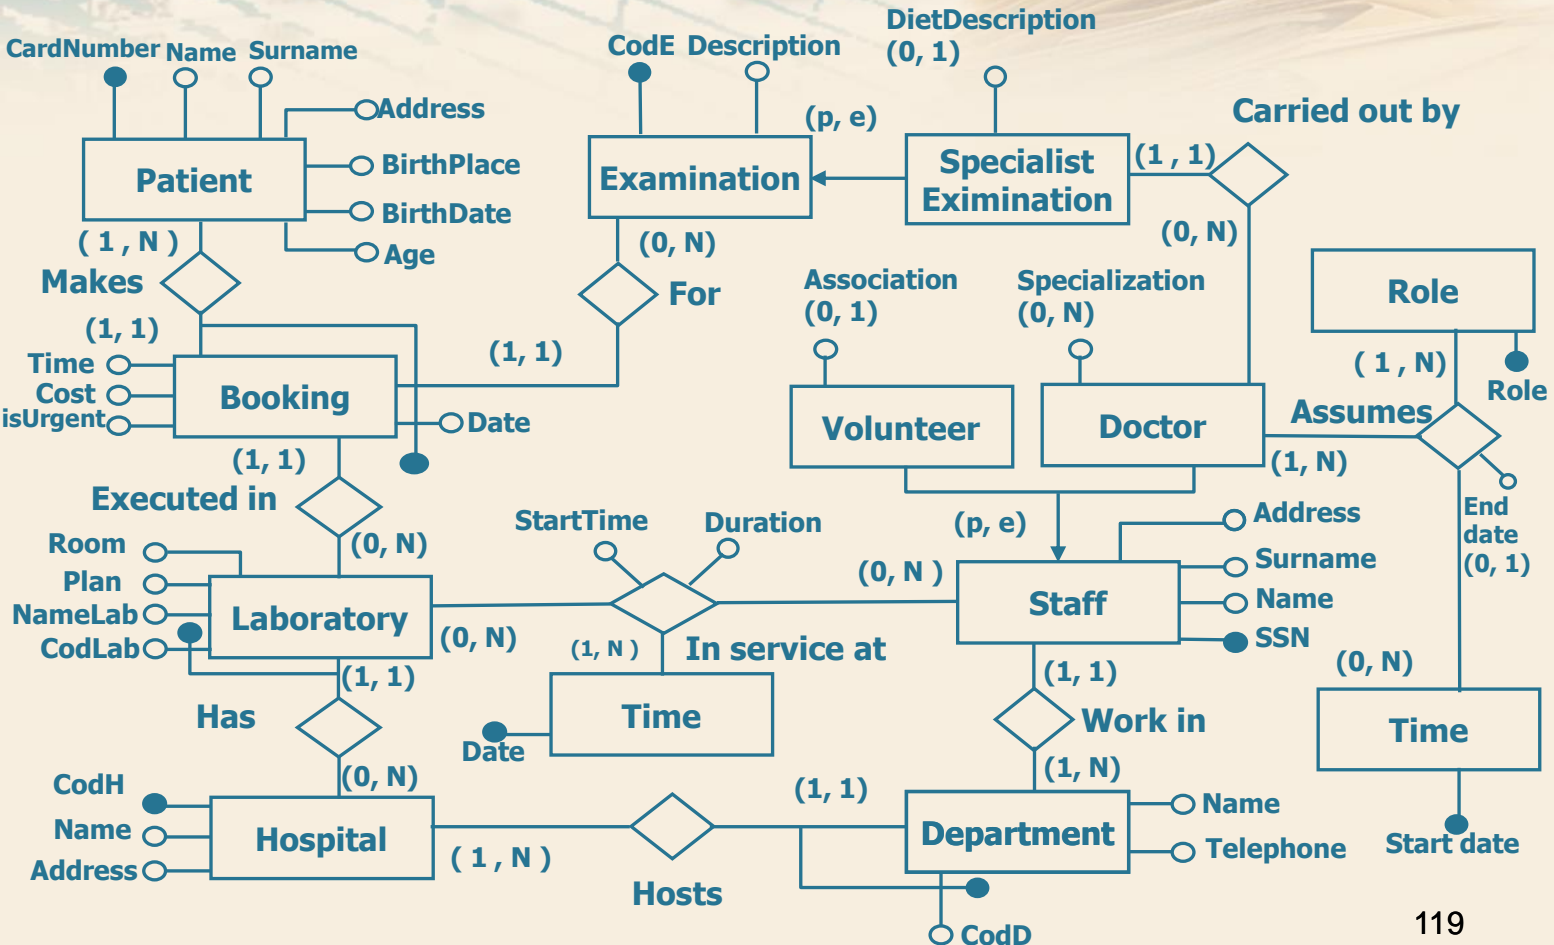 DietDescription
(0, 1)
CardNumber Name Surname
CodE Description
Address
(p, e)
Carried out by
Patient
BirthPlace
BirthDate
Age
Examination
Specialist
Eximination
(1 , 1)
( 1 , N )
(0, N)
(0, N)
Makes
For
Association
(0, 1)
Specialization
(0, N)
Role
(1, 1)
(1, 1)
( 1 , N)
Role
Time
Cost
isUrgent
Booking
Date
Volunteer
Doctor
Assumes
(1, 1)
(1, N)
Executed in
StartTime
Duration
(p, e)
Address
End
date
(0, 1)
Room
(0, N)
Plan
(0, N )
Surname
NameLab
Laboratory
Staff
Name
CodLab
(0, N)
(1, N )
In service at
SSN
(1, 1)
(1, 1)
(0, N)
Has
Time
Work in
Time
Date
(0, N)
(1, N)
CodH
(1, 1)
Name
Name
Hospital
Department
Start date
Address
( 1 , N )
Telephone
Hosts
CodD
119